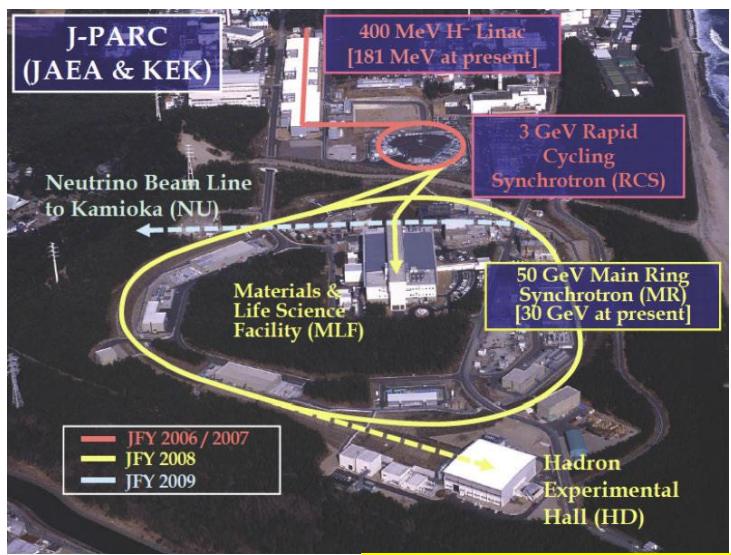 J-PARC
(JAEA & KEK)
400 MeV H⁻ Linac
[181 MeV at present]
3 GeV Rapid
Cycling
Synchrotron (RCS)
Neutrino Beam Line
to Kamioka (NU)
Materials &
Life Science
Facility (MLF)
50 GeV Main Ring
Synchrotron (MR)
[30 GeV at present]
JFY 2006 / 2007
JFY 2008
JFY 2009
Hadron
Experimental
Hall (HD)